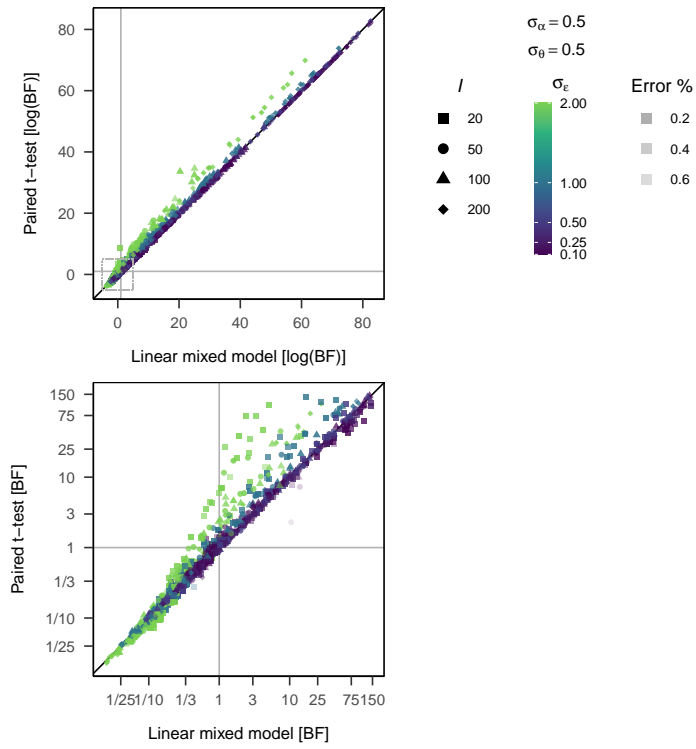 80
60
40
20
0
Paired t−test [log(BF)]
0 20 40 60 80
Linear mixed model [log(BF)]
σα = 0.5
σθ = 0.5
I
20
50
100
200
σε
2.00
1.00
0.50
0.25
0.10
Error %
0.2
0.4
0.6
150
75
25
10
3
1
1/3
1/10
1/25
Paired t−test [BF]
1/25 1/10 1/3 1 3 10 25 75 150
Linear mixed model [BF]